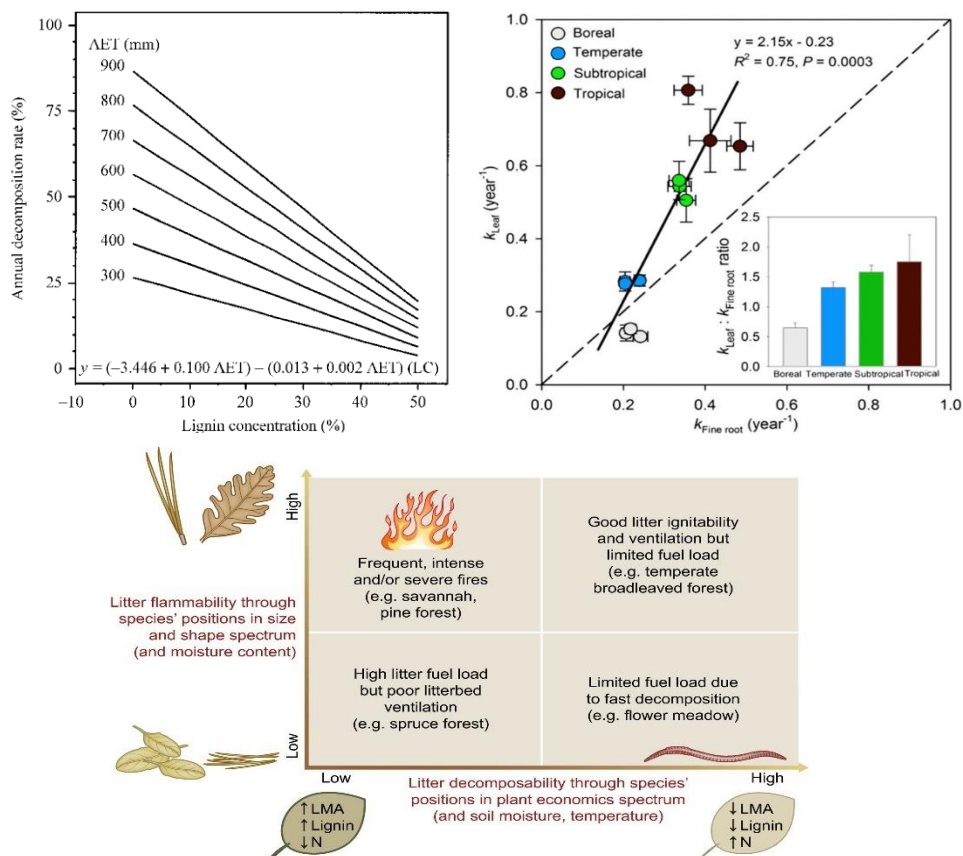 100
75
50
25
0
Annual decomposition rate (%)
ΛET (mm)
900
800
700
600
500
400
300
y = (−3.446 + 0.100 ΛET) − (0.013 + 0.002 ΛET) (LC)
−10
0
10
20
30
40
50
Lignin concentration (%)
Boreal
Temperate
Subtropical
Tropical
y = 2.15x - 0.23
R² = 0.75, P = 0.0003
1.0
0.8
0.6
0.4
0.2
0.0
kLeaf (year⁻¹)
2.5
2.0
1.5
1.0
0.5
0.0
kLeaf : kFine root ratio
Boreal
Temperate
Subtropical
Tropical
0.0
0.2
0.4
0.6
0.8
1.0
kFine root (year⁻¹)
High
Low
Litter flammability through
species' positions in size
and shape spectrum
(and moisture content)
Frequent, intense
and/or severe fires
(e.g. savannah,
pine forest)
Good litter ignitability
and ventilation but
limited fuel load
(e.g. temperate
broadleaved forest)
High litter fuel load
but poor litterbed
ventilation
(e.g. spruce forest)
Limited fuel load due
to fast decomposition
(e.g. flower meadow)
Low
High
Litter decomposability through species'
positions in plant economics spectrum
(and soil moisture, temperature)
↑LMA
↑Lignin
↓N
↓LMA
↓Lignin
↑N